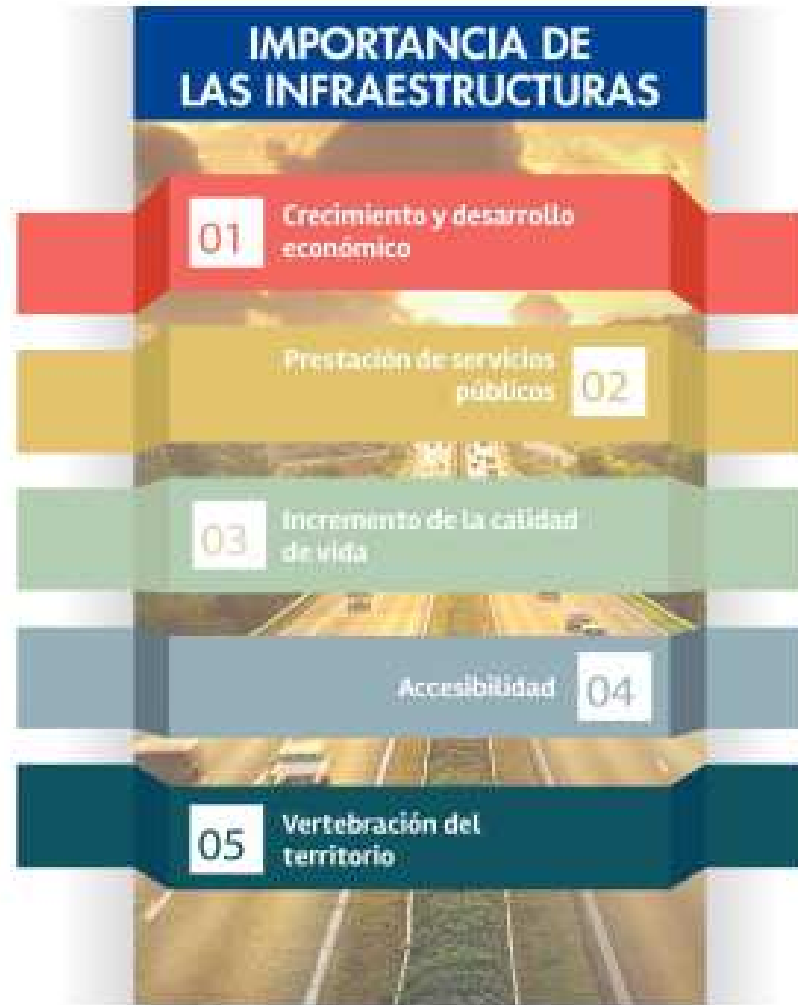 IMPORTANCIA DE
LAS INFRAESTRUCTURAS
01
Crecimiento y desarrollo
económico
Prestación de servicios
públicos
02
03
Incremento de la calidad
de vida
Accesibilidad
04
05
Vertebración del
territorio